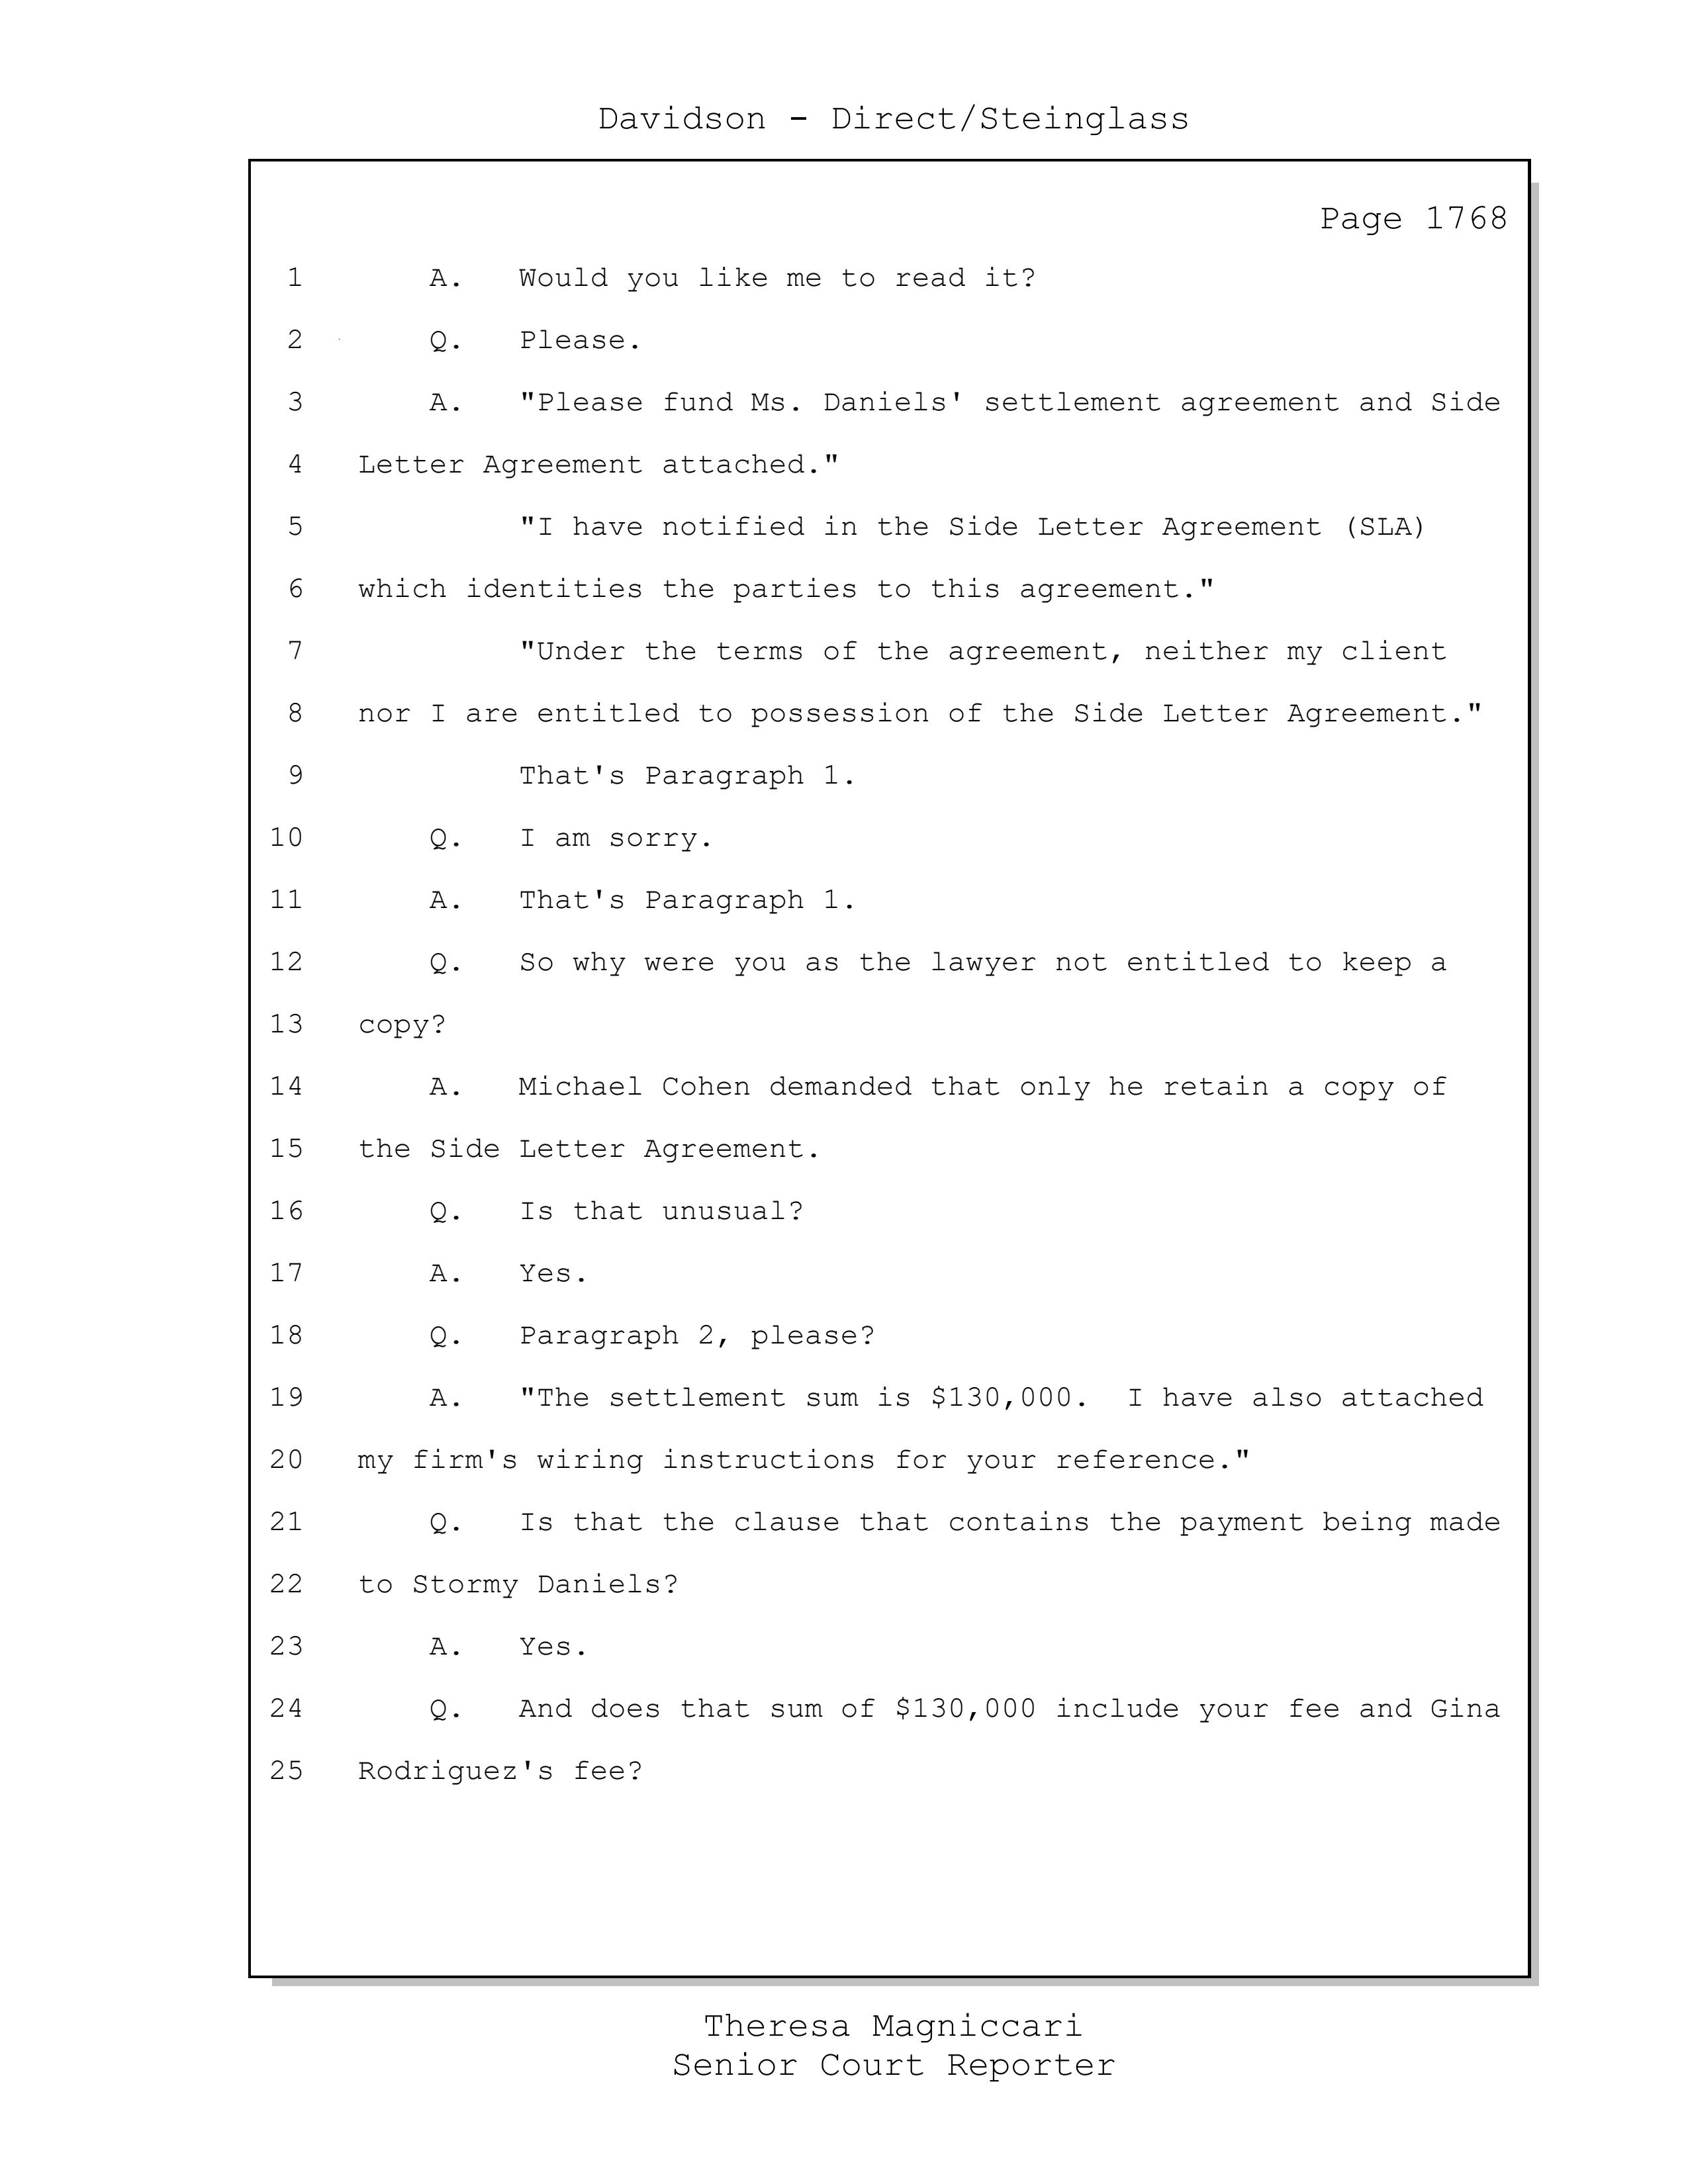 Davidson - Direct/Steinglass
Page 1768
1 A. Would you like me to read it?
2 Q. Please.
3 A. "Please fund Ms. Daniels' settlement agreement and Side
4 Letter Agreement attached."
5 "I have notified in the Side Letter Agreement (SLA)
6 which identities the parties to this agreement."
7 "Under the terms of the agreement, neither my client
8 nor I are entitled to possession of the Side Letter Agreement."
9 That's Paragraph 1.
10 Q. I am sorry.
11 A. That's Paragraph 1.
12 Q. So why were you as the lawyer not entitled to keep a
13 copy?
14 A. Michael Cohen demanded that only he retain a copy of
15 the Side Letter Agreement.
16 Q. Is that unusual?
17 A. Yes.
18 Q. Paragraph 2, please?
19 A. "The settlement sum is $130,000. I have also attached
20 my firm's wiring instructions for your reference."
21 Q. Is that the clause that contains the payment being made
22 to Stormy Daniels?
23 A. Yes.
24 Q. And does that sum of $130,000 include your fee and Gina
25 Rodriguez's fee?
Theresa Magniccari
Senior Court Reporter